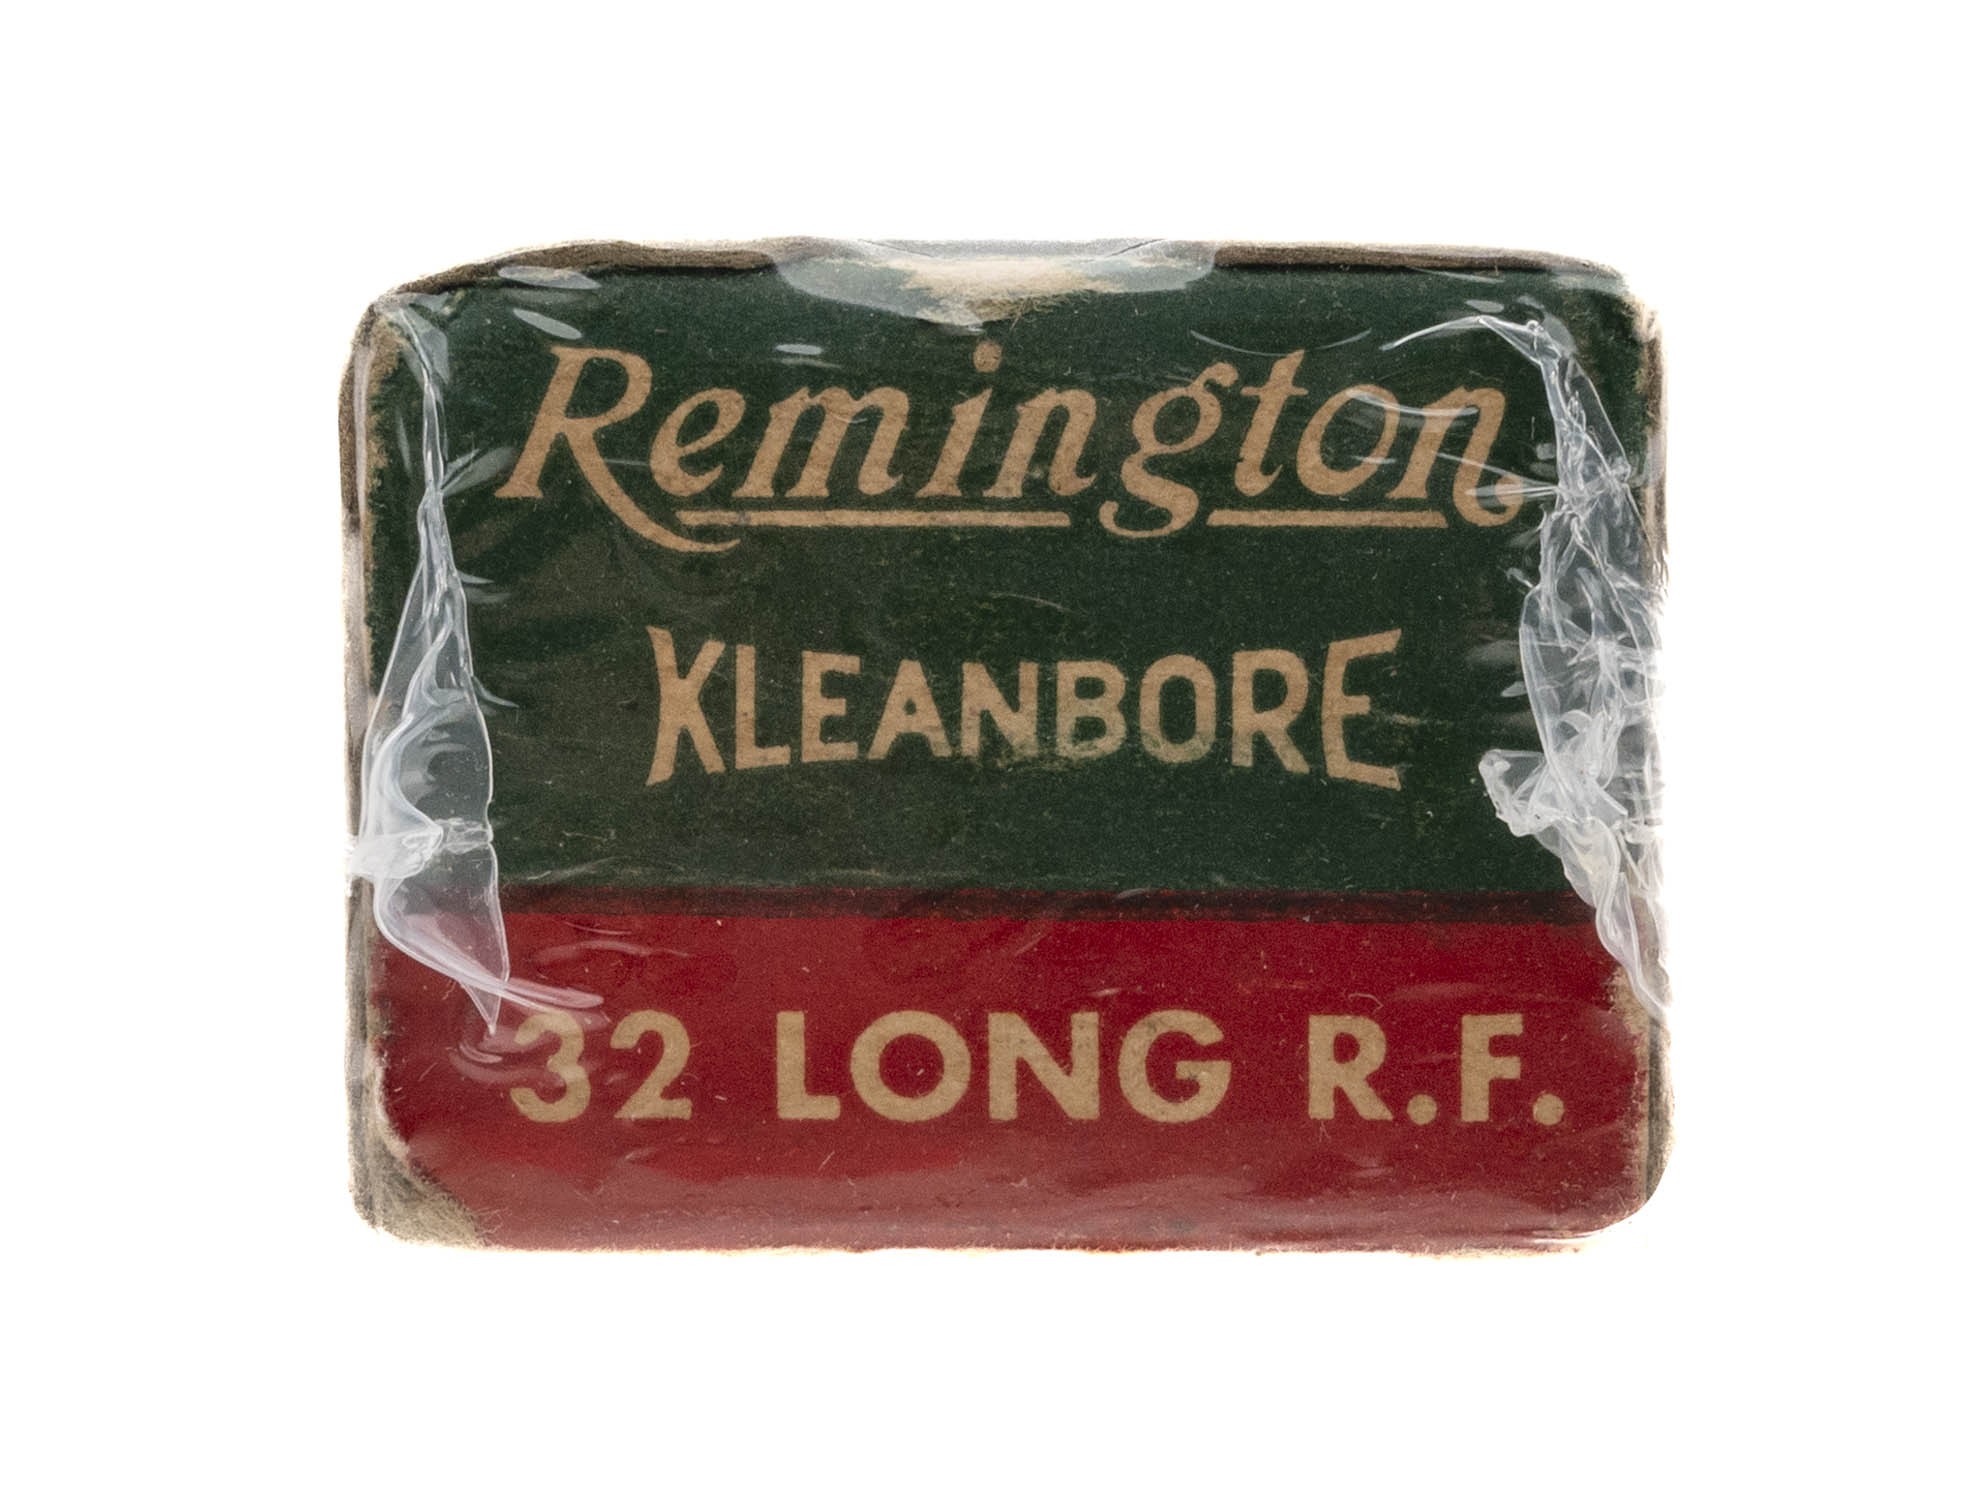 Remington
KLEANBORE
32 LONG R.F.